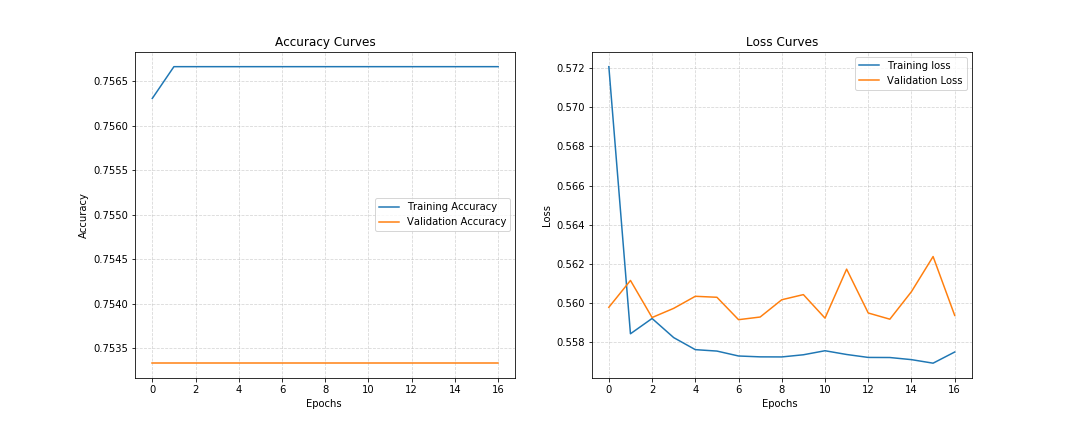 Accuracy Curves
0.7565
0.7560
0.7555
0.7550
0.7545
0.7540
0.7535
Accuracy
Training Accuracy
Validation Accuracy
0 2 4 6 8 10 12 14 16
Epochs
Loss Curves
0.572
0.570
0.568
0.566
0.564
0.562
0.560
0.558
Loss
Training loss
Validation Loss
0 2 4 6 8 10 12 14 16
Epochs